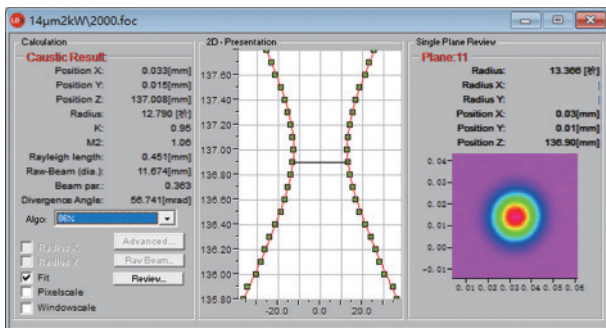 14µm2kW\2000.foc
Calculation
Caustic Result:
Position X: 0.033[mm]
Position Y: 0.015[mm]
Position Z: 137.008[mm]
Radius: 12.790 [祄]
K: 0.95
M2: 1.06
Rayleigh length: 0.451[mm]
Raw-Beam (dia.): 11.674[mm]
Beam par.: 0.363
Divergence Angle: 56.741[mrad]
Algo: 86%
Radius X
Radius Y
Fit
Pixelscale
Windowscale
Advanced...
Raw Beam...
Review...
2D - Presentation
137.60
137.40
137.20
137.00
136.80
136.60
136.40
136.20
136.00
135.80
-20.0 0.0 20.0
Single Plane Review
Plane:11
Radius: 13.366 [祄]
Radius X:
Radius Y:
Position X: 0.03[mm]
Position Y: 0.01[mm]
Position Z: 136.90[mm]
0.04
0.03
0.02
0.01
0.00
-0.01
0.01 0.02 0.03 0.04 0.05 0.06